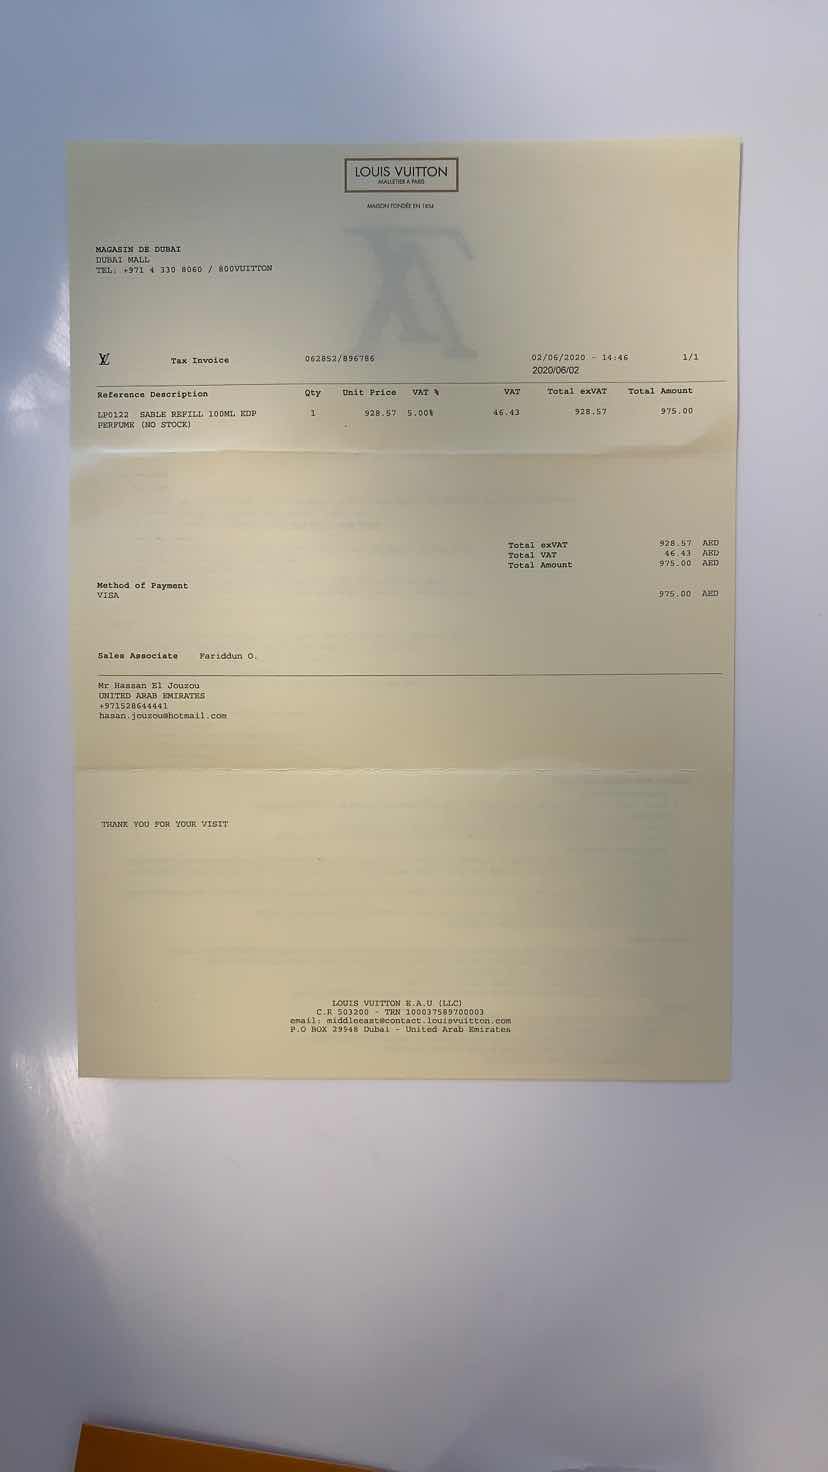 LOUIS VUITTON
MALLETIER A PARIS
MAISON FONDÉE EN 1854
MAGASIN DE DUBAI
DUBAI MALL
TEL: +971 4 330 8060 / 800VUITTON
LV Tax Invoice 062852/896786 02/06/2020 - 14:46 1/1
2020/06/02
Reference Description Qty Unit Price VAT % VAT Total exVAT Total Amount
LP0122 SABLE REFILL 100ML EDP 1 928.57 5.00% 46.43 928.57 975.00
PERFUME (NO STOCK)
Total exVAT 928.57 AED
Total VAT 46.43 AED
Total Amount 975.00 AED
Method of Payment
VISA 975.00 AED
Sales Associate Fariddun O.
Mr Hassan El Jouzou
UNITED ARAB EMIRATES
+971528644441
hasan.jouzou@hotmail.com
THANK YOU FOR YOUR VISIT
LOUIS VUITTON E.A.U (LLC)
C.R 503200 - TRN 100037589700003
email: middleeast@contact.louisvuitton.com
P.O BOX 29948 Dubai - United Arab Emirates